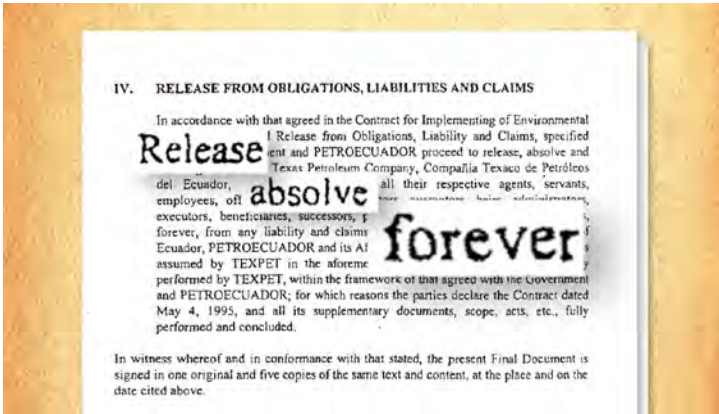 IV. RELEASE FROM OBLIGATIONS, LIABILITIES AND CLAIMS
In accordance with that agreed in the Contract for Implementing of Environmental
Release from Obligations, Liability and Claims, specified
Release
ent and PETROECUADOR proceed to release, absolve and
Texas Petroleum Company, Compañia Texaco de Petróleos
del Ecuador, all their respective agents, servants,
absolve
employees, guarantors, heirs, administrators,
executors, beneficiaries, successors,
forever
forever, from any liability and claims
Ecuador, PETROECUADOR and its
assumed by TEXPET in the
performed by TEXPET, within the framework of that agreed with the Government
and PETROECUADOR; for which reasons the parties declare the Contract dated
May 4, 1995, and all its supplementary documents, scope, acts, etc., fully
performed and concluded.
In witness whereof and in conformance with that stated, the present Final Document is
signed in one original and five copies of the same text and content, at the place and on the
date cited above.